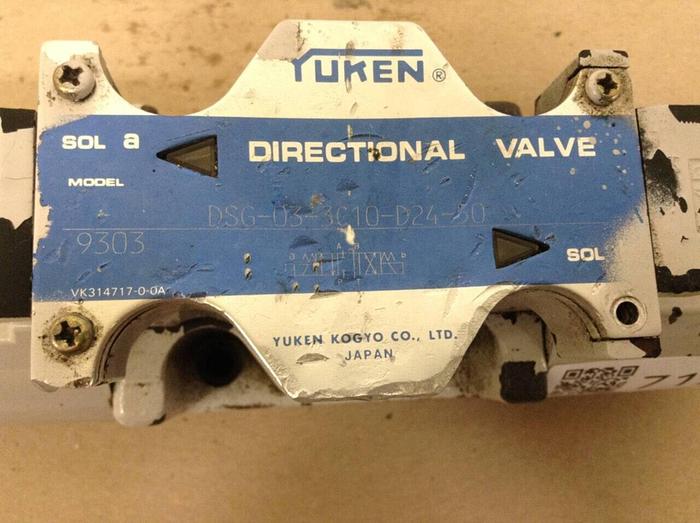 YUKEN ®
SOL a DIRECTIONAL VALVE
MODEL
DSG-03-3C10-D24-50
9303
SOL
VK314717-0-0A
YUKEN KOGYO CO., LTD.
JAPAN